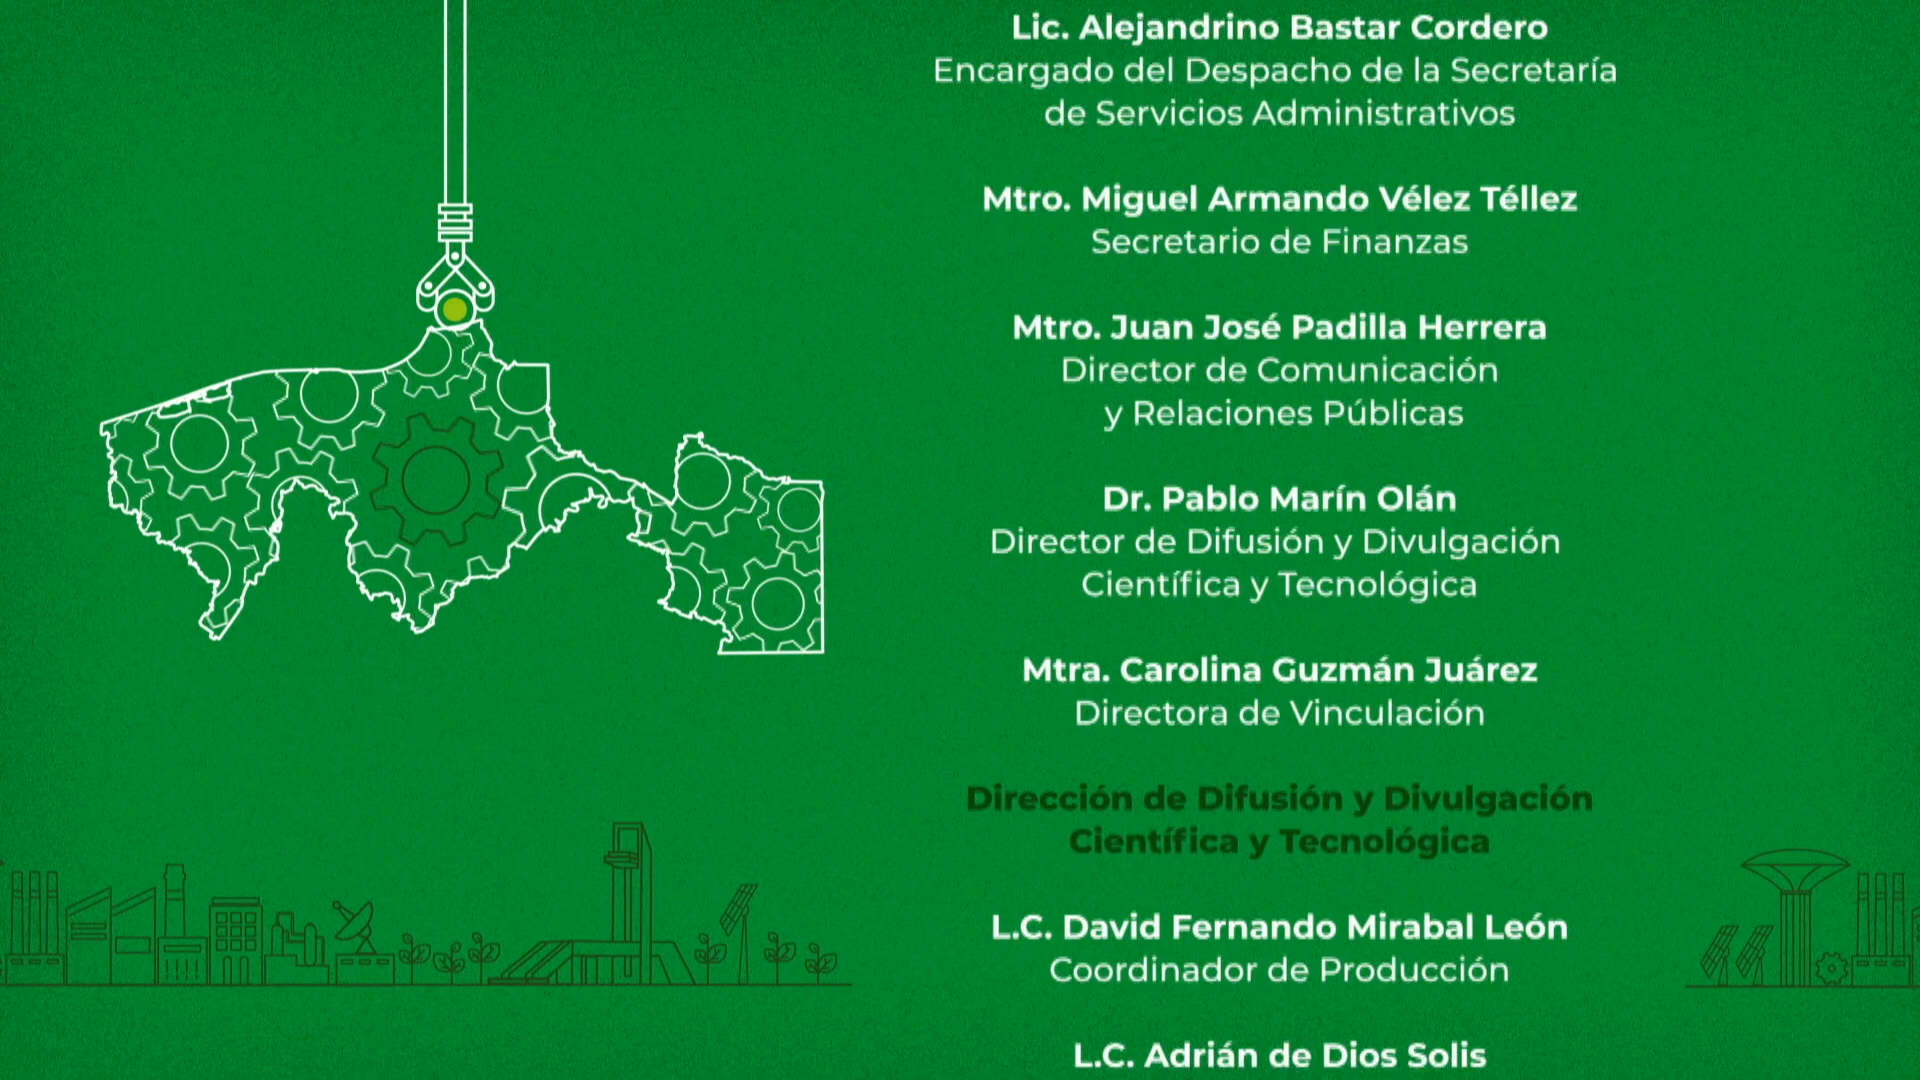 Lic. Alejandrino Bastar Cordero
Encargado del Despacho de la Secretaría
de Servicios Administrativos
Mtro. Miguel Armando Vélez Téllez
Secretario de Finanzas
Mtro. Juan José Padilla Herrera
Director de Comunicación
y Relaciones Públicas
Dr. Pablo Marín Olán
Director de Difusión y Divulgación
Científica y Tecnológica
Mtra. Carolina Guzmán Juárez
Directora de Vinculación
Dirección de Difusión y Divulgación
Científica y Tecnológica
L.C. David Fernando Mirabal León
Coordinador de Producción
L.C. Adrián de Dios Solis